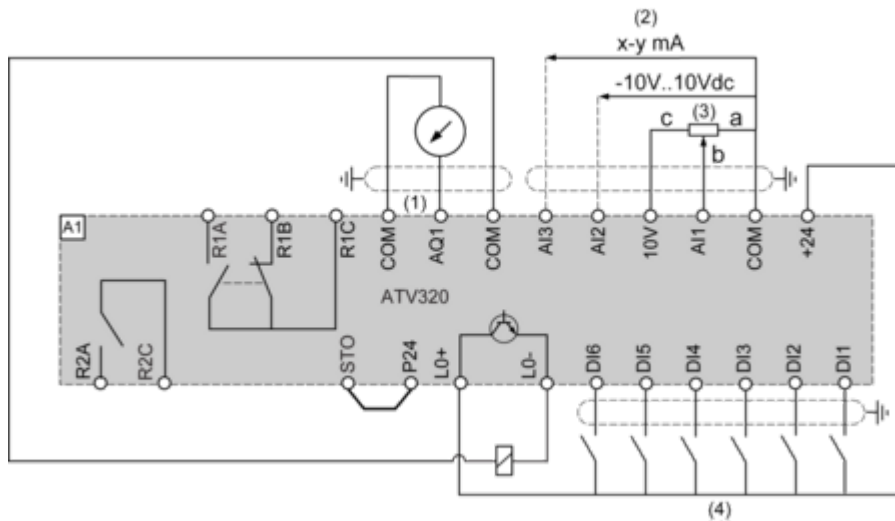 (2)
x-y mA
-10V..10Vdc
c (3) a
b
(1)
A1
R1A R1B R1C COM AQ1 COM AI3 AI2 10V AI1 COM +24
ATV320
R2A R2C STO P24 L0+ L0- DI6 DI5 DI4 DI3 DI2 DI1
(4)